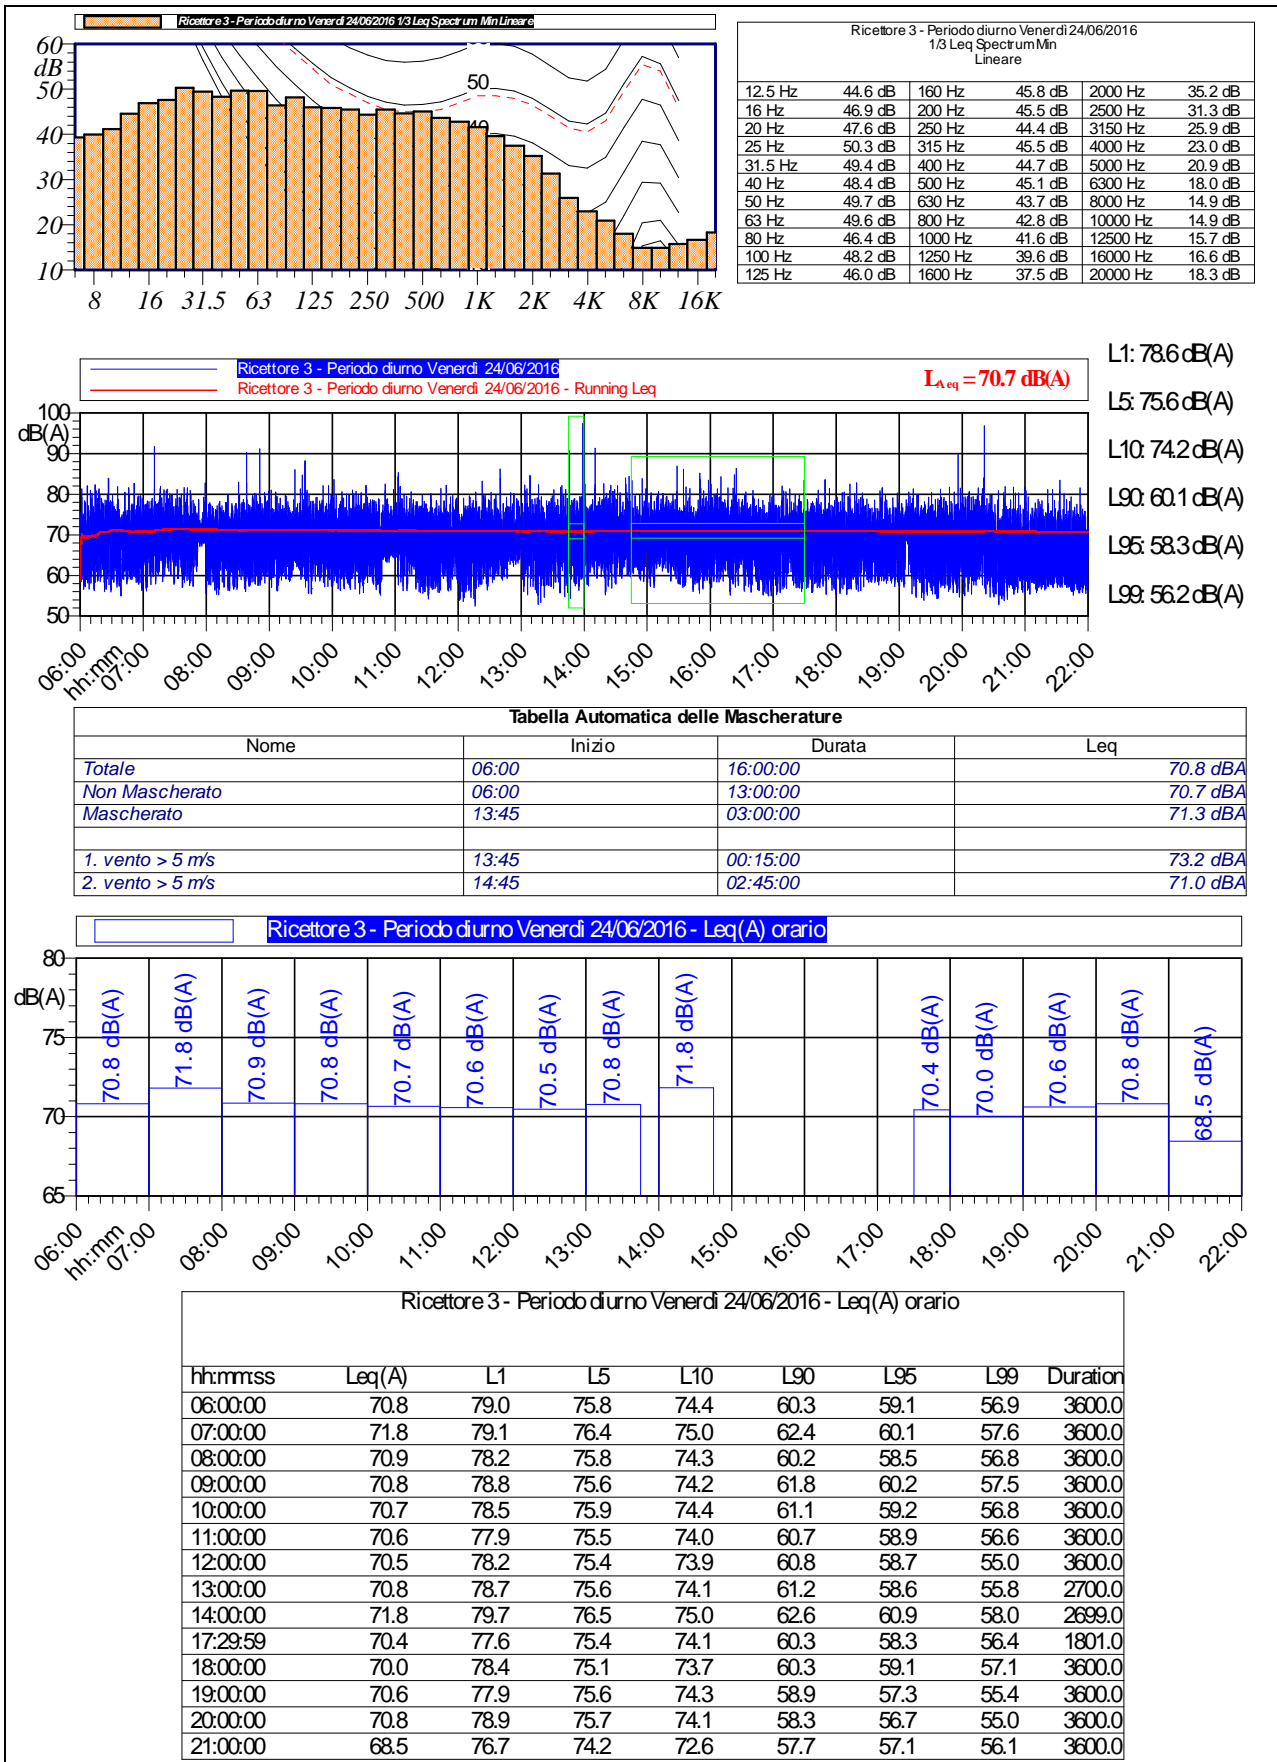 Ricettore 3 - Periodo diurno Venerdì 24/06/2016 1/3 Leq Spectrum Min Lineare
60
dB
50
40
30
20
10
50
8 16 31.5 63 125 250 500 1K 2K 4K 8K 16K
Ricettore 3 - Periodo diurno Venerdì 24/06/2016
1/3 Leq Spectrum Min
Lineare
12.5 Hz 44.6 dB 160 Hz 45.8 dB 2000 Hz 35.2 dB
16 Hz 46.9 dB 200 Hz 45.5 dB 2500 Hz 31.3 dB
20 Hz 47.6 dB 250 Hz 44.4 dB 3150 Hz 25.9 dB
25 Hz 50.3 dB 315 Hz 45.5 dB 4000 Hz 23.0 dB
31.5 Hz 49.4 dB 400 Hz 44.7 dB 5000 Hz 20.9 dB
40 Hz 48.4 dB 500 Hz 45.1 dB 6300 Hz 18.0 dB
50 Hz 49.7 dB 630 Hz 43.7 dB 8000 Hz 14.9 dB
63 Hz 49.6 dB 800 Hz 42.8 dB 10000 Hz 14.9 dB
80 Hz 46.4 dB 1000 Hz 41.6 dB 12500 Hz 15.7 dB
100 Hz 48.2 dB 1250 Hz 39.6 dB 16000 Hz 16.6 dB
125 Hz 46.0 dB 1600 Hz 37.5 dB 20000 Hz 18.3 dB
Ricettore 3 - Periodo diurno Venerdì 24/06/2016
Ricettore 3 - Periodo diurno Venerdì 24/06/2016 - Running Leq
LAeq = 70.7 dB(A)
L1: 78.6 dB(A)
L5: 75.6 dB(A)
L10: 74.2 dB(A)
L90: 60.1 dB(A)
L95: 58.3 dB(A)
L99: 56.2 dB(A)
100
dB(A)
90
80
70
60
50
06:00 hh:mm 07:00 08:00 09:00 10:00 11:00 12:00 13:00 14:00 15:00 16:00 17:00 18:00 19:00 20:00 21:00 22:00
Tabella Automatica delle Mascherature
Nome Inizio Durata Leq
Totale 06:00 16:00:00 70.8 dBA
Non Mascherato 06:00 13:00:00 70.7 dBA
Mascherato 13:45 03:00:00 71.3 dBA
1. vento > 5 m/s 13:45 00:15:00 73.2 dBA
2. vento > 5 m/s 14:45 02:45:00 71.0 dBA
Ricettore 3 - Periodo diurno Venerdì 24/06/2016 - Leq(A) orario
80
dB(A)
75
70
65
70.8 dB(A) 71.8 dB(A) 70.9 dB(A) 70.8 dB(A) 70.7 dB(A) 70.6 dB(A) 70.5 dB(A) 70.8 dB(A) 71.8 dB(A) 70.4 dB(A) 70.0 dB(A) 70.6 dB(A) 70.8 dB(A) 68.5 dB(A)
06:00 hh:mm 07:00 08:00 09:00 10:00 11:00 12:00 13:00 14:00 15:00 16:00 17:00 18:00 19:00 20:00 21:00 22:00
Ricettore 3 - Periodo diurno Venerdì 24/06/2016 - Leq(A) orario
hh:mm:ss Leq(A) L1 L5 L10 L90 L95 L99 Duration
06:00:00 70.8 79.0 75.8 74.4 60.3 59.1 56.9 3600.0
07:00:00 71.8 79.1 76.4 75.0 62.4 60.1 57.6 3600.0
08:00:00 70.9 78.2 75.8 74.3 60.2 58.5 56.8 3600.0
09:00:00 70.8 78.8 75.6 74.2 61.8 60.2 57.5 3600.0
10:00:00 70.7 78.5 75.9 74.4 61.1 59.2 56.8 3600.0
11:00:00 70.6 77.9 75.5 74.0 60.7 58.9 56.6 3600.0
12:00:00 70.5 78.2 75.4 73.9 60.8 58.7 55.0 3600.0
13:00:00 70.8 78.7 75.6 74.1 61.2 58.6 55.8 2700.0
14:00:00 71.8 79.7 76.5 75.0 62.6 60.9 58.0 2699.0
17:29:59 70.4 77.6 75.4 74.1 60.3 58.3 56.4 1801.0
18:00:00 70.0 78.4 75.1 73.7 60.3 59.1 57.1 3600.0
19:00:00 70.6 77.9 75.6 74.3 58.9 57.3 55.4 3600.0
20:00:00 70.8 78.9 75.7 74.1 58.3 56.7 55.0 3600.0
21:00:00 68.5 76.7 74.2 72.6 57.7 57.1 56.1 3600.0